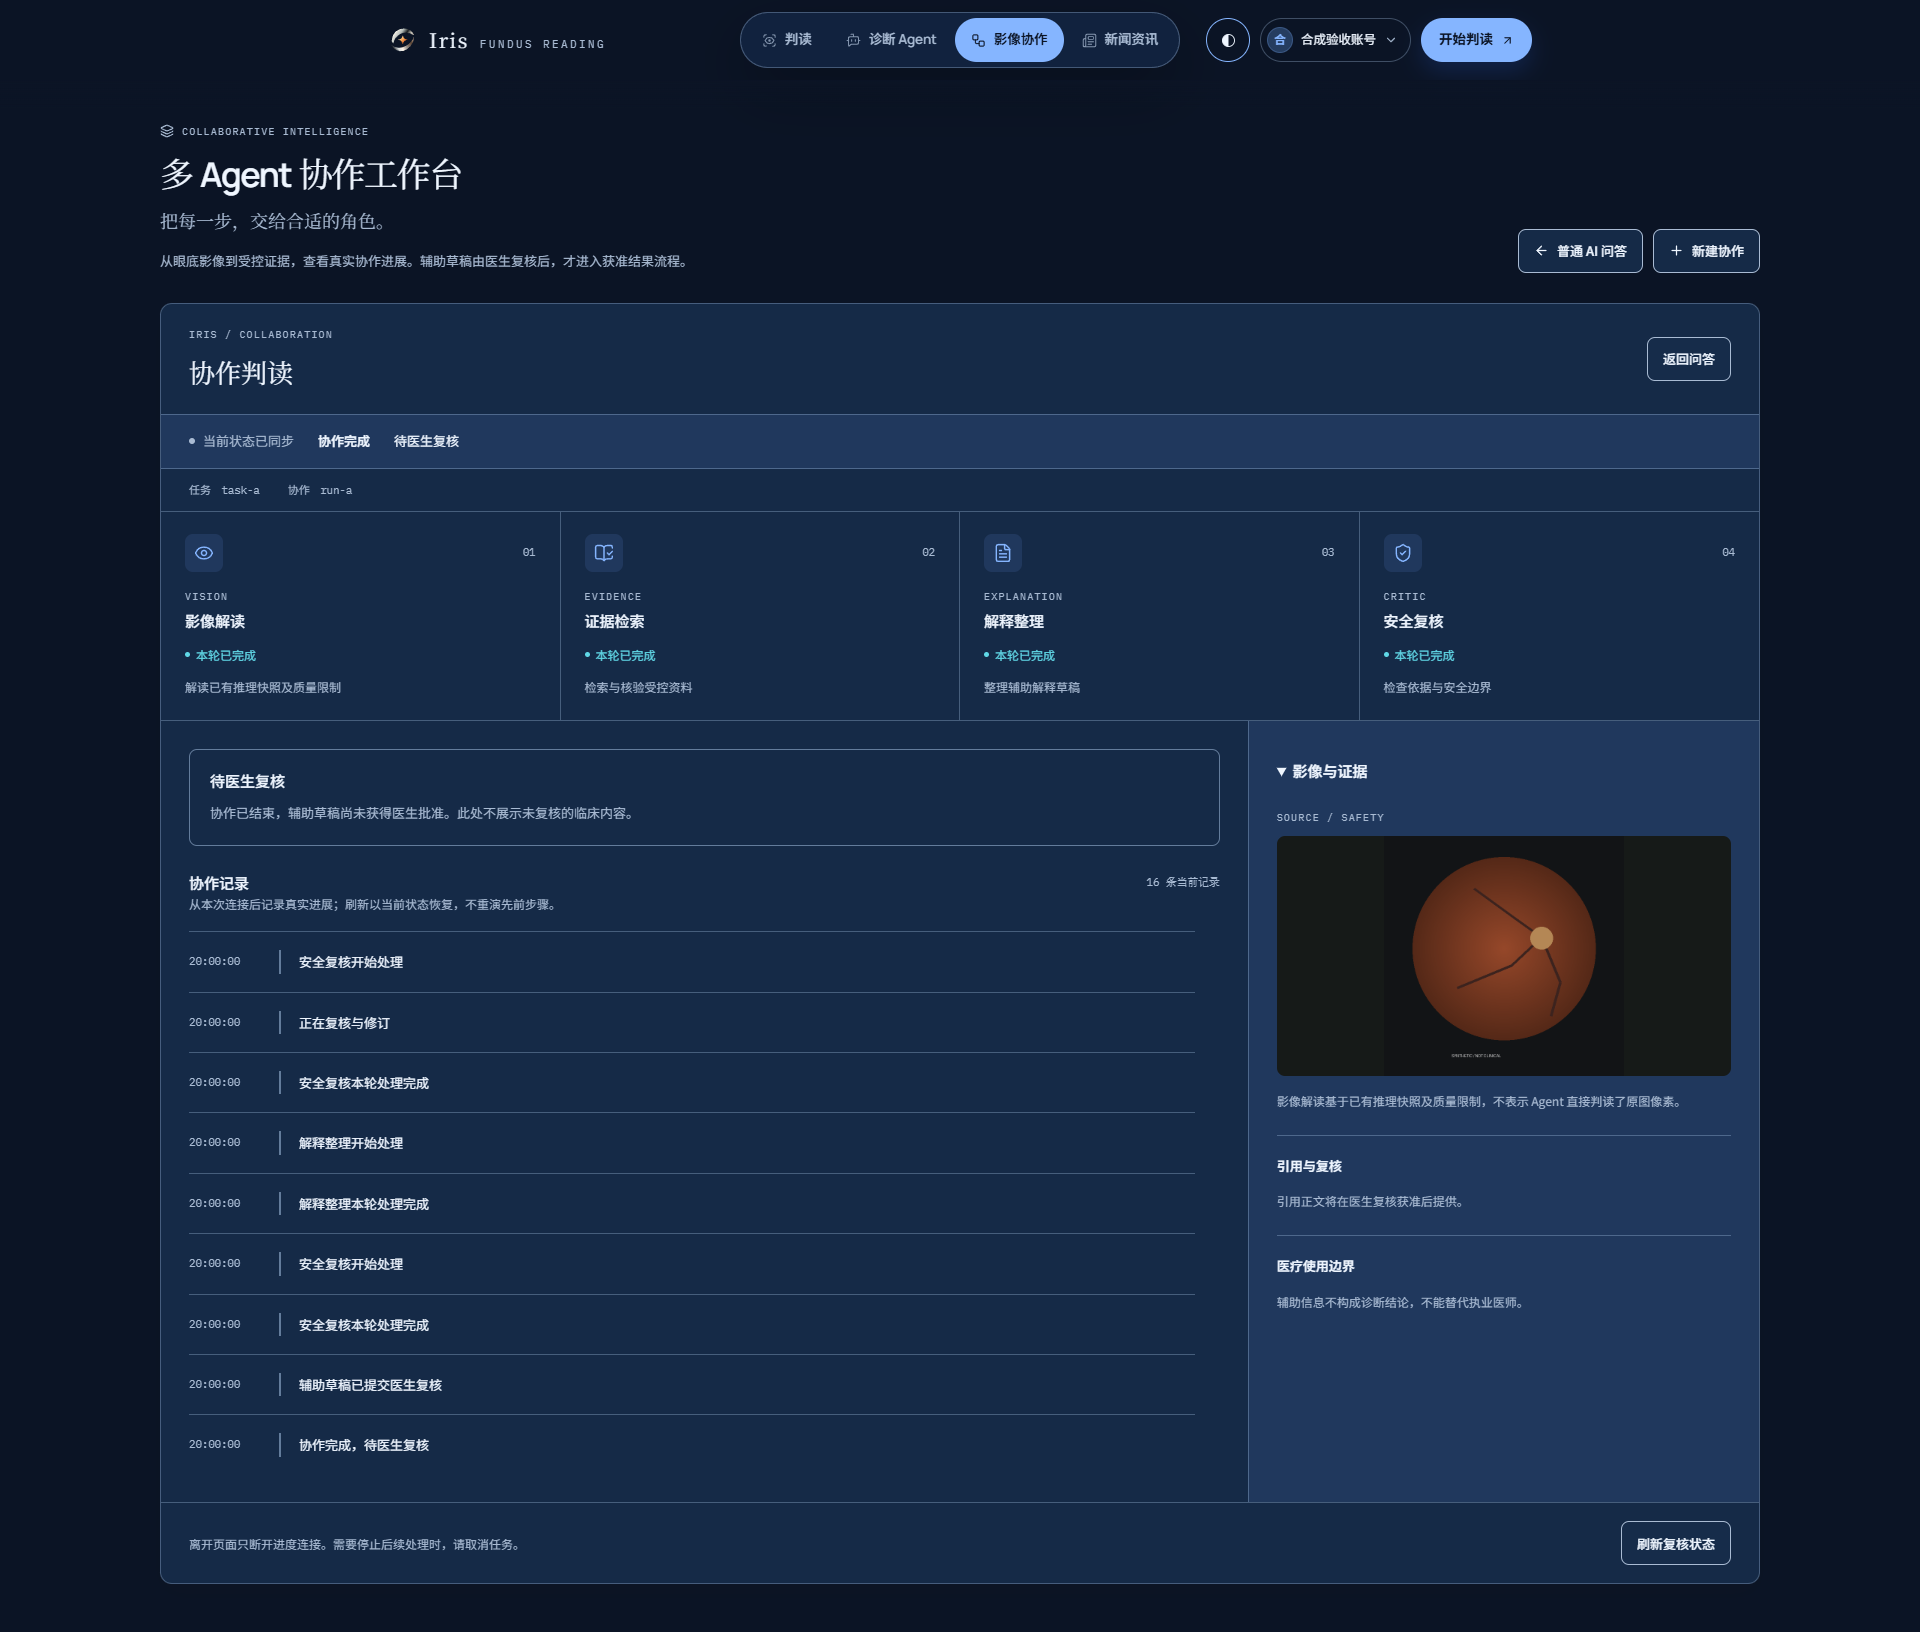 Iris FUNDUS READING
判读
诊断 Agent
影像协作
新闻资讯
合 合成验收账号
开始判读
COLLABORATIVE INTELLIGENCE
多 Agent 协作工作台
把每一步，交给合适的角色。
从眼底影像到受控证据，查看真实协作进展。辅助草稿由医生复核后，才进入获准结果流程。
普通 AI 问答
新建协作
IRIS / COLLABORATION
协作判读
返回问答
当前状态已同步 协作完成 待医生复核
任务 task-a 协作 run-a
01
VISION
影像解读
本轮已完成
解读已有推理快照及质量限制
02
EVIDENCE
证据检索
本轮已完成
检索与核验受控资料
03
EXPLANATION
解释整理
本轮已完成
整理辅助解释草稿
04
CRITIC
安全复核
本轮已完成
检查依据与安全边界
待医生复核
协作已结束，辅助草稿尚未获得医生批准。此处不展示未复核的临床内容。
协作记录
16 条当前记录
从本次连接后记录真实进展；刷新以当前状态恢复，不重演先前步骤。
20:00:00 安全复核开始处理
20:00:00 正在复核与修订
20:00:00 安全复核本轮处理完成
20:00:00 解释整理开始处理
20:00:00 解释整理本轮处理完成
20:00:00 安全复核开始处理
20:00:00 安全复核本轮处理完成
20:00:00 辅助草稿已提交医生复核
20:00:00 协作完成，待医生复核
▼ 影像与证据
SOURCE / SAFETY
影像解读基于已有推理快照及质量限制，不表示 Agent 直接判读了原图像素。
引用与复核
引用正文将在医生复核获准后提供。
医疗使用边界
辅助信息不构成诊断结论，不能替代执业医师。
离开页面只断开进度连接。需要停止后续处理时，请取消任务。
刷新复核状态